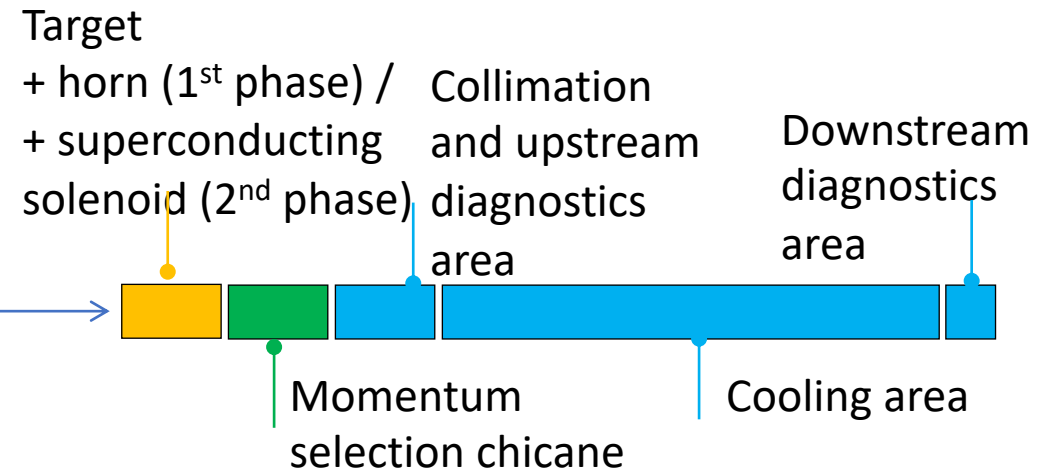 Target
+ horn (1st phase) /
+ superconducting
solenoid (2nd phase)
Collimation
and upstream
diagnostics
area
Downstream
diagnostics
area
Momentum
selection chicane
Cooling area